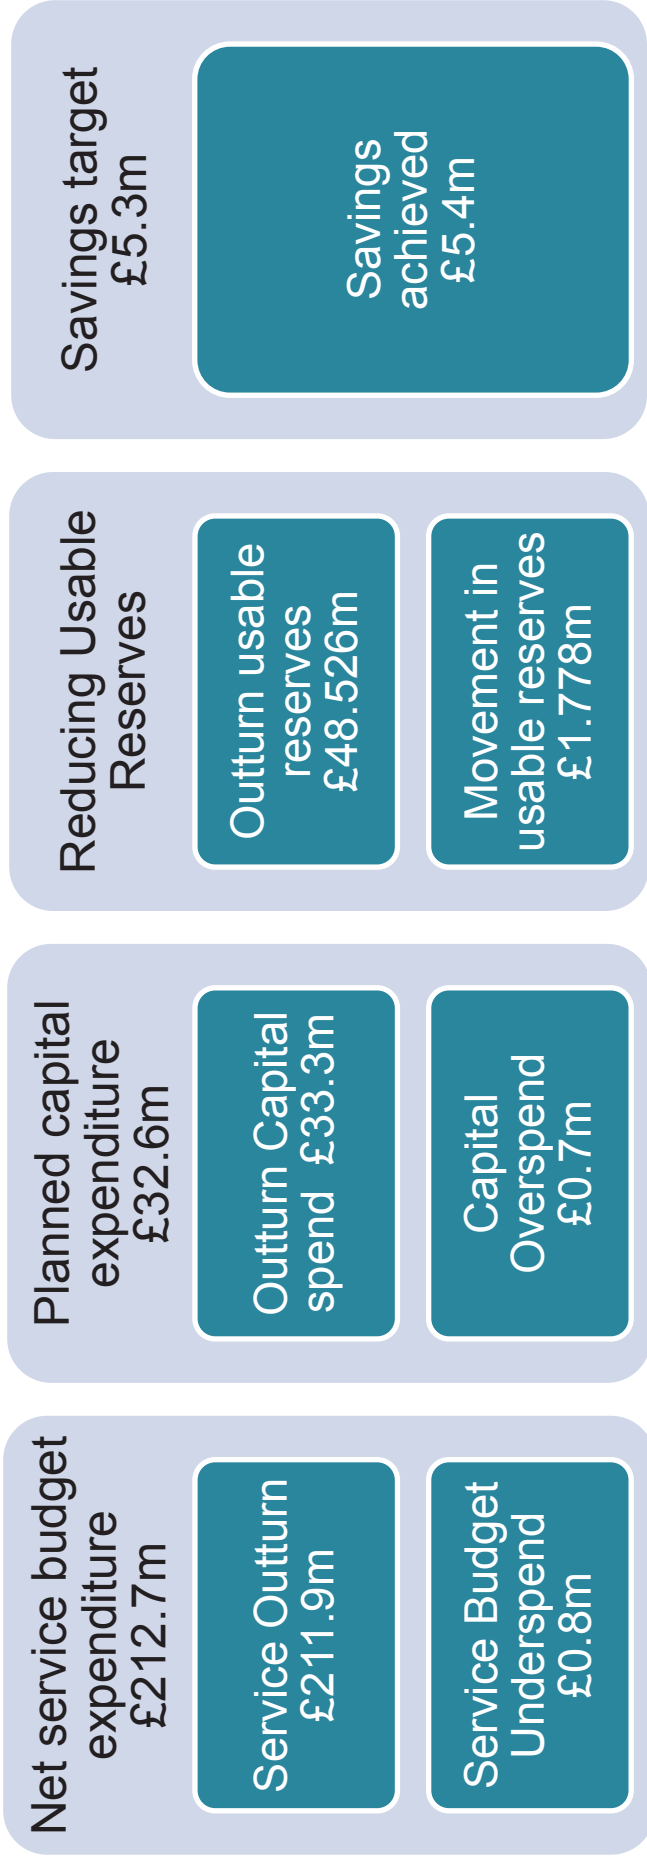 Net service budget
expenditure
£212.7m
Service Outturn
£211.9m
Service Budget
Underspend
£0.8m
Planned capital
expenditure
£32.6m
Outturn Capital
spend £33.3m
Capital
Overspend
£0.7m
Reducing Usable
Reserves
Outturn usable
reserves
£48.526m
Movement in
usable reserves
£1.778m
Savings target
£5.3m
Savings
achieved
£5.4m